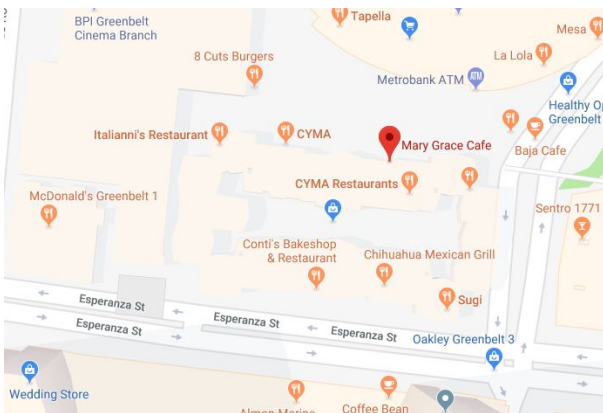 BPI Greenbelt
Cinema Branch
Tapella
Mesa
8 Cuts Burgers
La Lola
Metrobank ATM
ATM
Healthy Op
Greenbelt
Italianni's Restaurant
CYMA
Mary Grace Cafe
Baja Cafe
CYMA Restaurants
McDonald's Greenbelt 1
Sentro 1771
Conti's Bakeshop
& Restaurant
Chihuahua Mexican Grill
Sugi
Esperanza St
Esperanza St
Esperanza St
Esperanza St
Oakley Greenbelt 3
Wedding Store
Coffee Bean